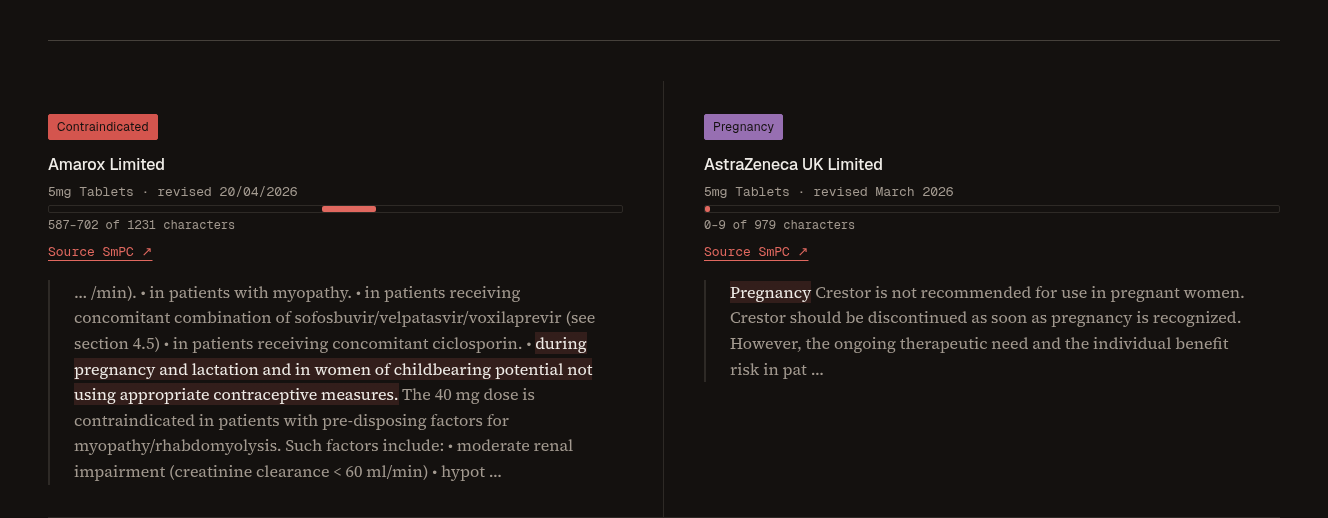 Contraindicated
Amarox Limited
5mg Tablets · revised 20/04/2026
587–702 of 1231 characters
Source SmPC ↗
... /min). • in patients with myopathy. • in patients receiving
concomitant combination of sofosbuvir/velpatasvir/voxilaprevir (see
section 4.5) • in patients receiving concomitant ciclosporin. • during
pregnancy and lactation and in women of childbearing potential not
using appropriate contraceptive measures. The 40 mg dose is
contraindicated in patients with pre-disposing factors for
myopathy/rhabdomyolysis. Such factors include: • moderate renal
impairment (creatinine clearance < 60 ml/min) • hypot ...
Pregnancy
AstraZeneca UK Limited
5mg Tablets · revised March 2026
0–9 of 979 characters
Source SmPC ↗
Pregnancy Crestor is not recommended for use in pregnant women.
Crestor should be discontinued as soon as pregnancy is recognized.
However, the ongoing therapeutic need and the individual benefit
risk in pat ...